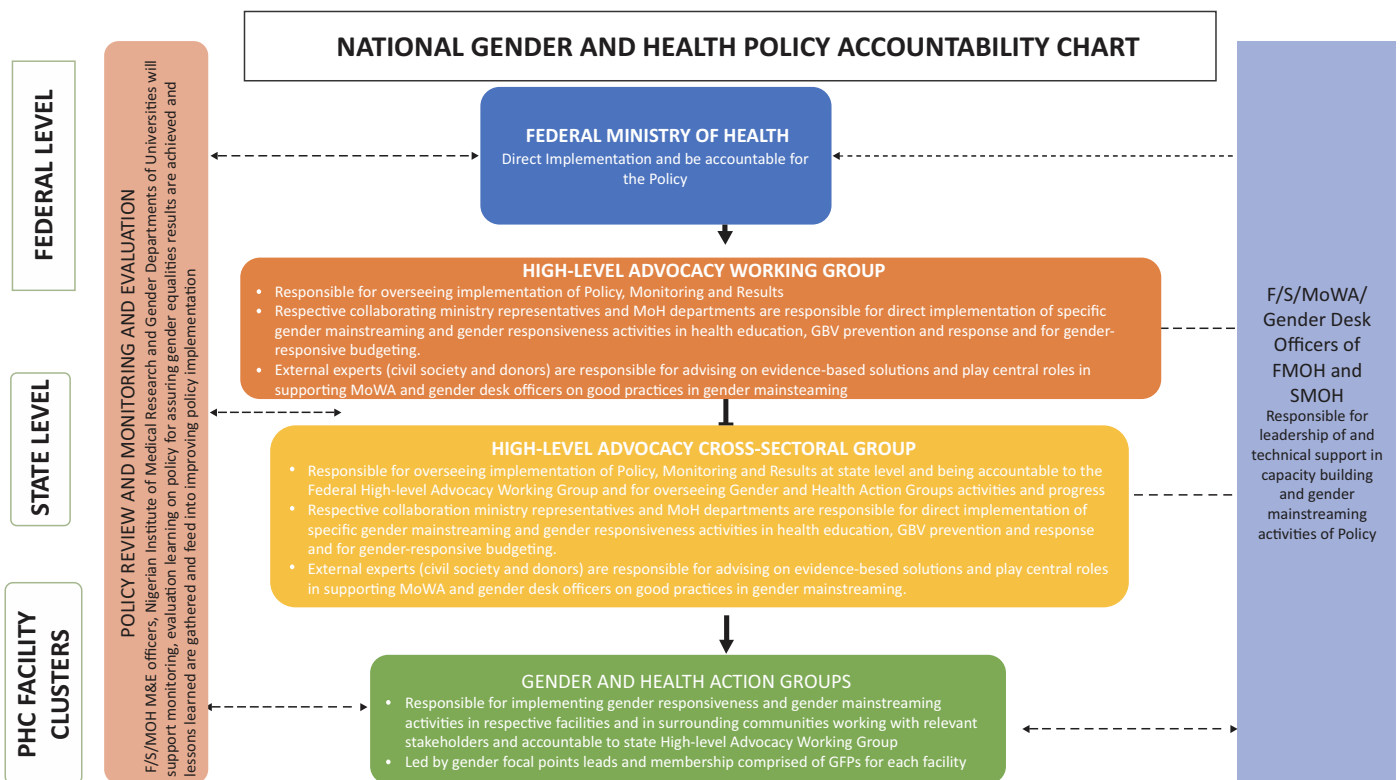 NATIONAL GENDER AND HEALTH POLICY ACCOUNTABILITY CHART
FEDERAL LEVEL
STATE LEVEL
PHC FACILITY
CLUSTERS
POLICY REVIEW AND MONITORING AND EVALUATION
F/S/MOH M&E officers, Nigerian Institute of Medical Research and Gender Departments of Universities will
support monitoring, evaluation learning on policy for assuring gender equalities results are achieved and
lessons learned are gathered and feed into improving policy implementation
FEDERAL MINISTRY OF HEALTH
Direct Implementation and be accountable for
the Policy
HIGH-LEVEL ADVOCACY WORKING GROUP
• Responsible for overseeing implementation of Policy, Monitoring and Results
• Respective collaborating ministry representatives and MoH departments are responsible for direct implementation of specific
gender mainstreaming and gender responsiveness activities in health education, GBV prevention and response and for gender-
responsive budgeting.
• External experts (civil society and donors) are responsible for advising on evidence-based solutions and play central roles in
supporting MoWA and gender desk officers on good practices in gender mainsteaming
HIGH-LEVEL ADVOCACY CROSS-SECTORAL GROUP
• Responsible for overseeing implementation of Policy, Monitoring and Results at state level and being accountable to the
Federal High-level Advocacy Working Group and for overseeing Gender and Health Action Groups activities and progress
• Respective collaboration ministry representatives and MoH departments are responsible for direct implementation of
specific gender mainstreaming and gender responsiveness activities in health education, GBV prevention and response
and for gender-responsive budgeting.
• External experts (civil society and donors) are responsible for advising on evidence-besed solutions and play central roles
in supporting MoWA and gender desk officers on good practices in gender mainstreaming.
GENDER AND HEALTH ACTION GROUPS
• Responsible for implementing gender responsiveness and gender mainstreaming
activities in respective facilities and in surrounding communities working with relevant
stakeholders and accountable to state High-level Advocacy Working Group
• Led by gender focal points leads and membership comprised of GFPs for each facility
F/S/MoWA/
Gender Desk
Officers of
FMOH and
SMOH
Responsible for
leadership of and
technical support in
capacity building
and gender
mainstreaming
activities of Policy